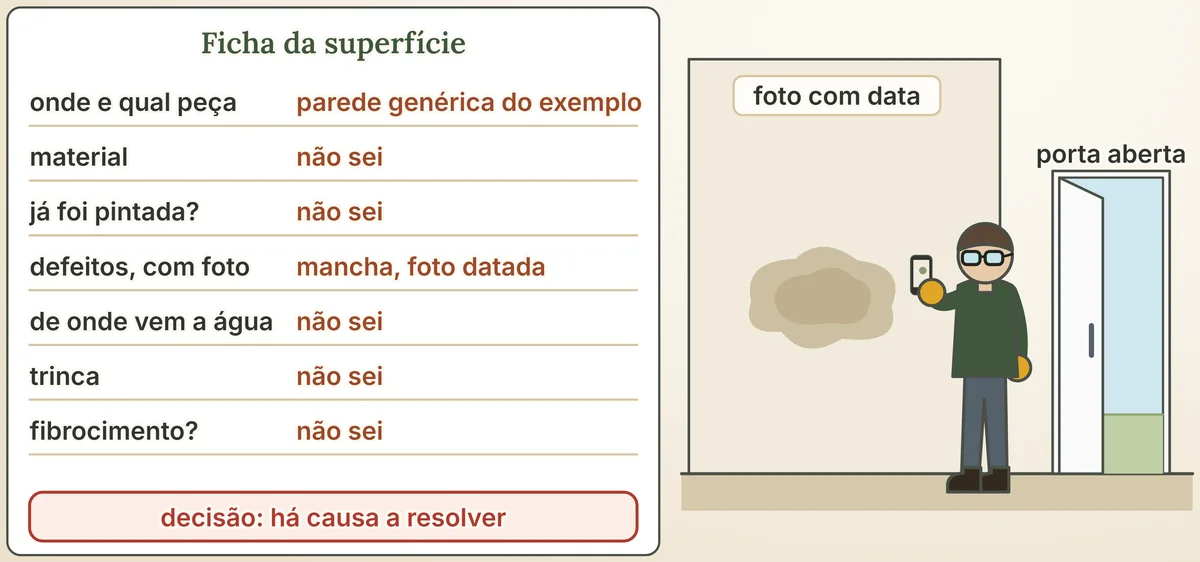 Ficha da superfície
onde e qual peça parede genérica do exemplo
material não sei
já foi pintada? não sei
defeitos, com foto mancha, foto datada
de onde vem a água não sei
trinca não sei
fibrocimento? não sei
decisão: há causa a resolver
foto com data
porta aberta